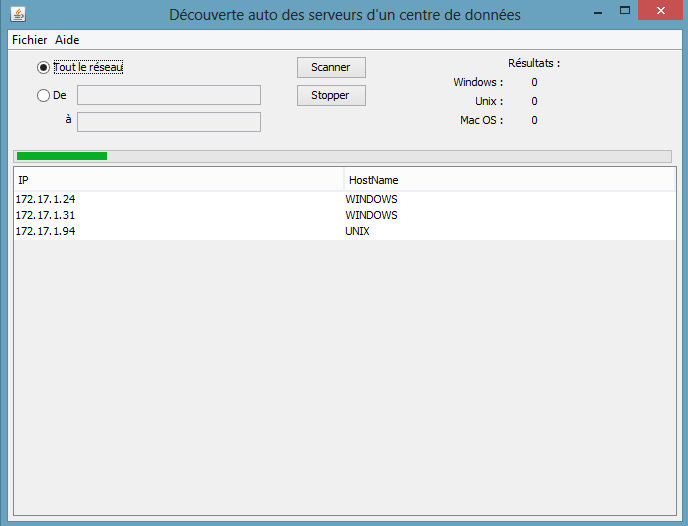 Découverte auto des serveurs d'un centre de données
Fichier Aide
Tout le réseau
De
à
Scanner
Stopper
Résultats :
Windows : 0
Unix : 0
Mac OS : 0
IP HostName
172.17.1.24 WINDOWS
172.17.1.31 WINDOWS
172.17.1.94 UNIX